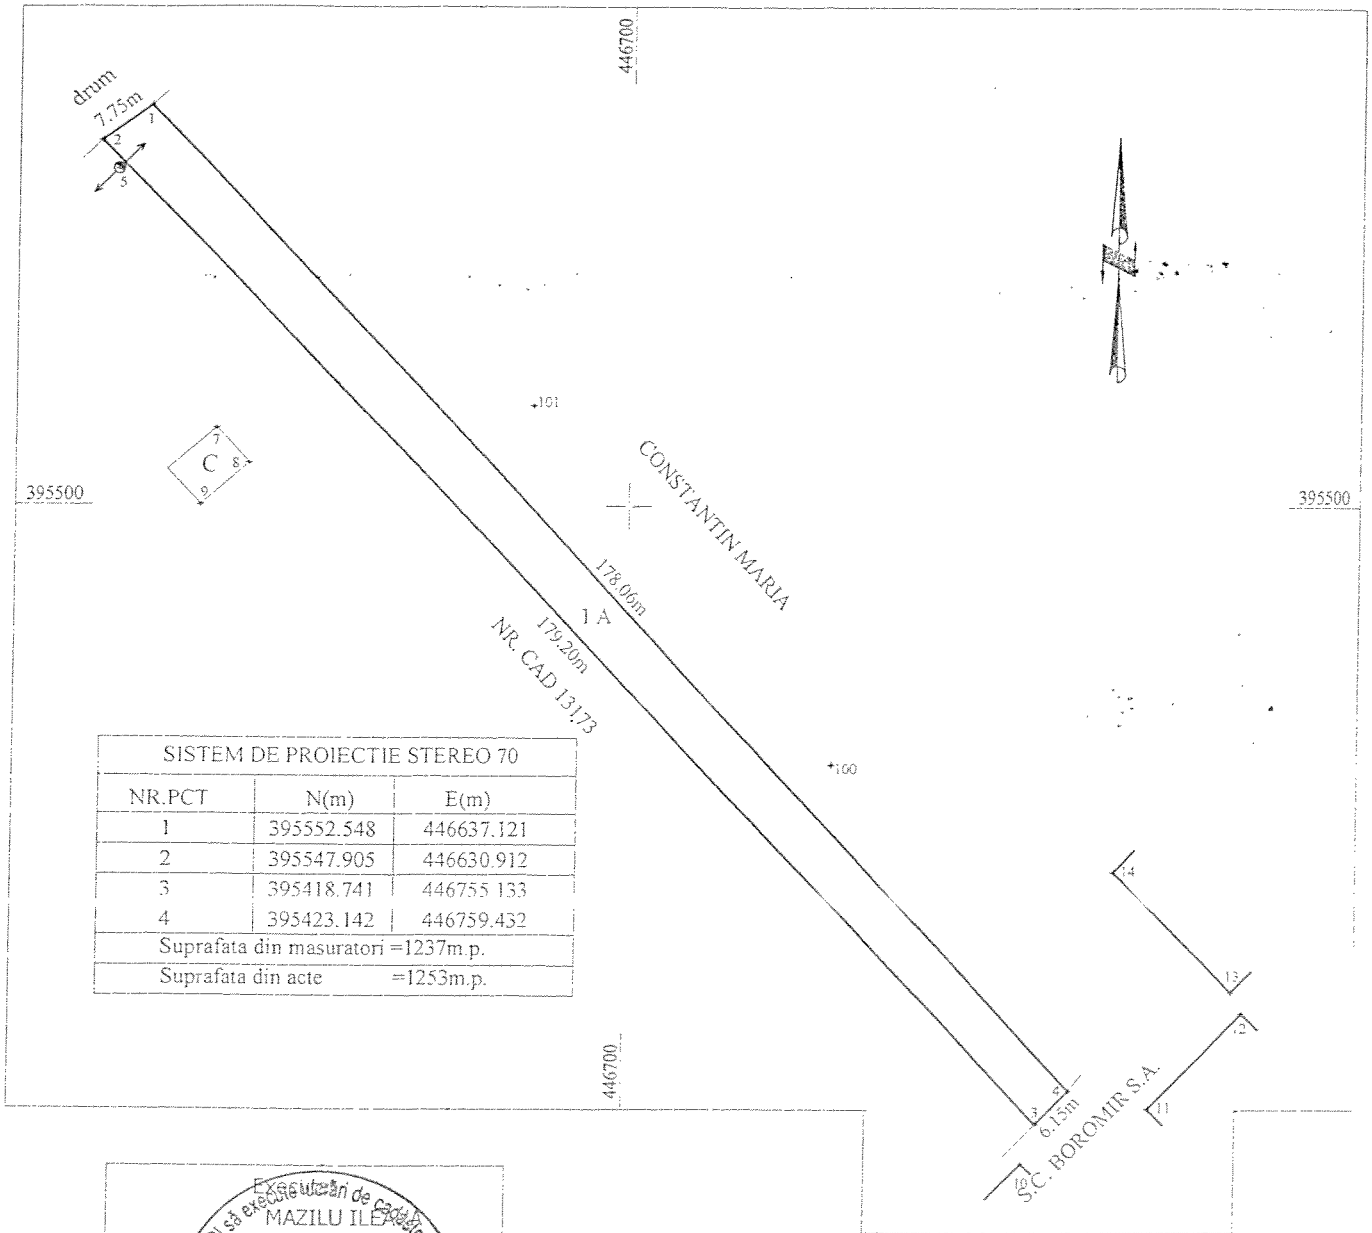 446700
drum
7.75m
1
2
5
101
CONSTANTIN MARIA
7
C
8
9
395500
395500
178.06m
1 A
179.20m
NR. CAD 13173
100
SISTEM DE PROIECTIE STEREO 70
NR.PCT N(m) E(m)
1 395552.548 446637.121
2 395547.905 446630.912
3 395418.741 446755.133
4 395423.142 446759.432
Suprafata din masuratori =1237m.p.
Suprafata din acte =1253m.p.
14
13
12
11
446700
3
6.15m
S.C. BOROMIR S.A.
10
să execute de
MAZILU